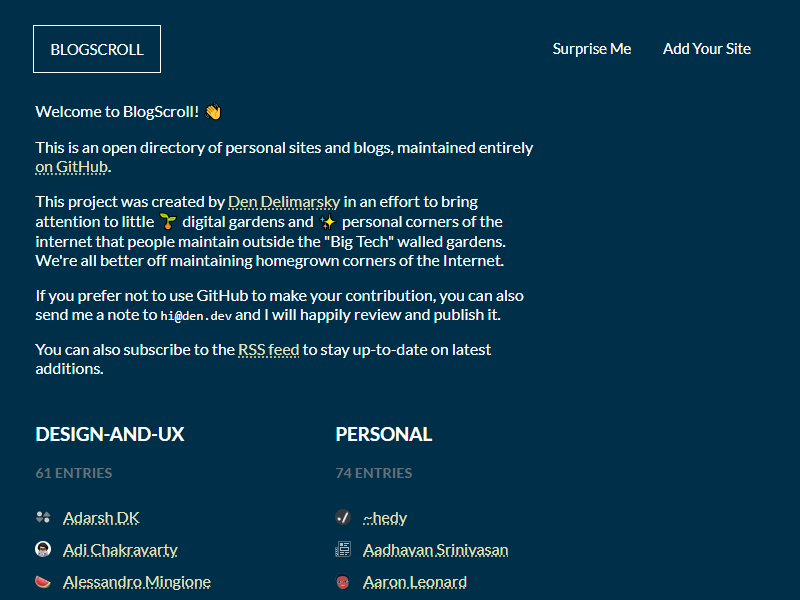 BLOGSCROLL
Surprise Me
Add Your Site
Welcome to BlogScroll! 👋
This is an open directory of personal sites and blogs, maintained entirely
on GitHub.
This project was created by Den Delimarsky in an effort to bring
attention to little 🌱 digital gardens and ✨ personal corners of the
internet that people maintain outside the "Big Tech" walled gardens.
We're all better off maintaining homegrown corners of the Internet.
If you prefer not to use GitHub to make your contribution, you can also
send me a note to hi@den.dev and I will happily review and publish it.
You can also subscribe to the RSS feed to stay up-to-date on latest
additions.
DESIGN-AND-UX
61 ENTRIES
Adarsh DK
Adi Chakravarty
Alessandro Mingione
PERSONAL
74 ENTRIES
~hedy
Aadhavan Srinivasan
Aaron Leonard